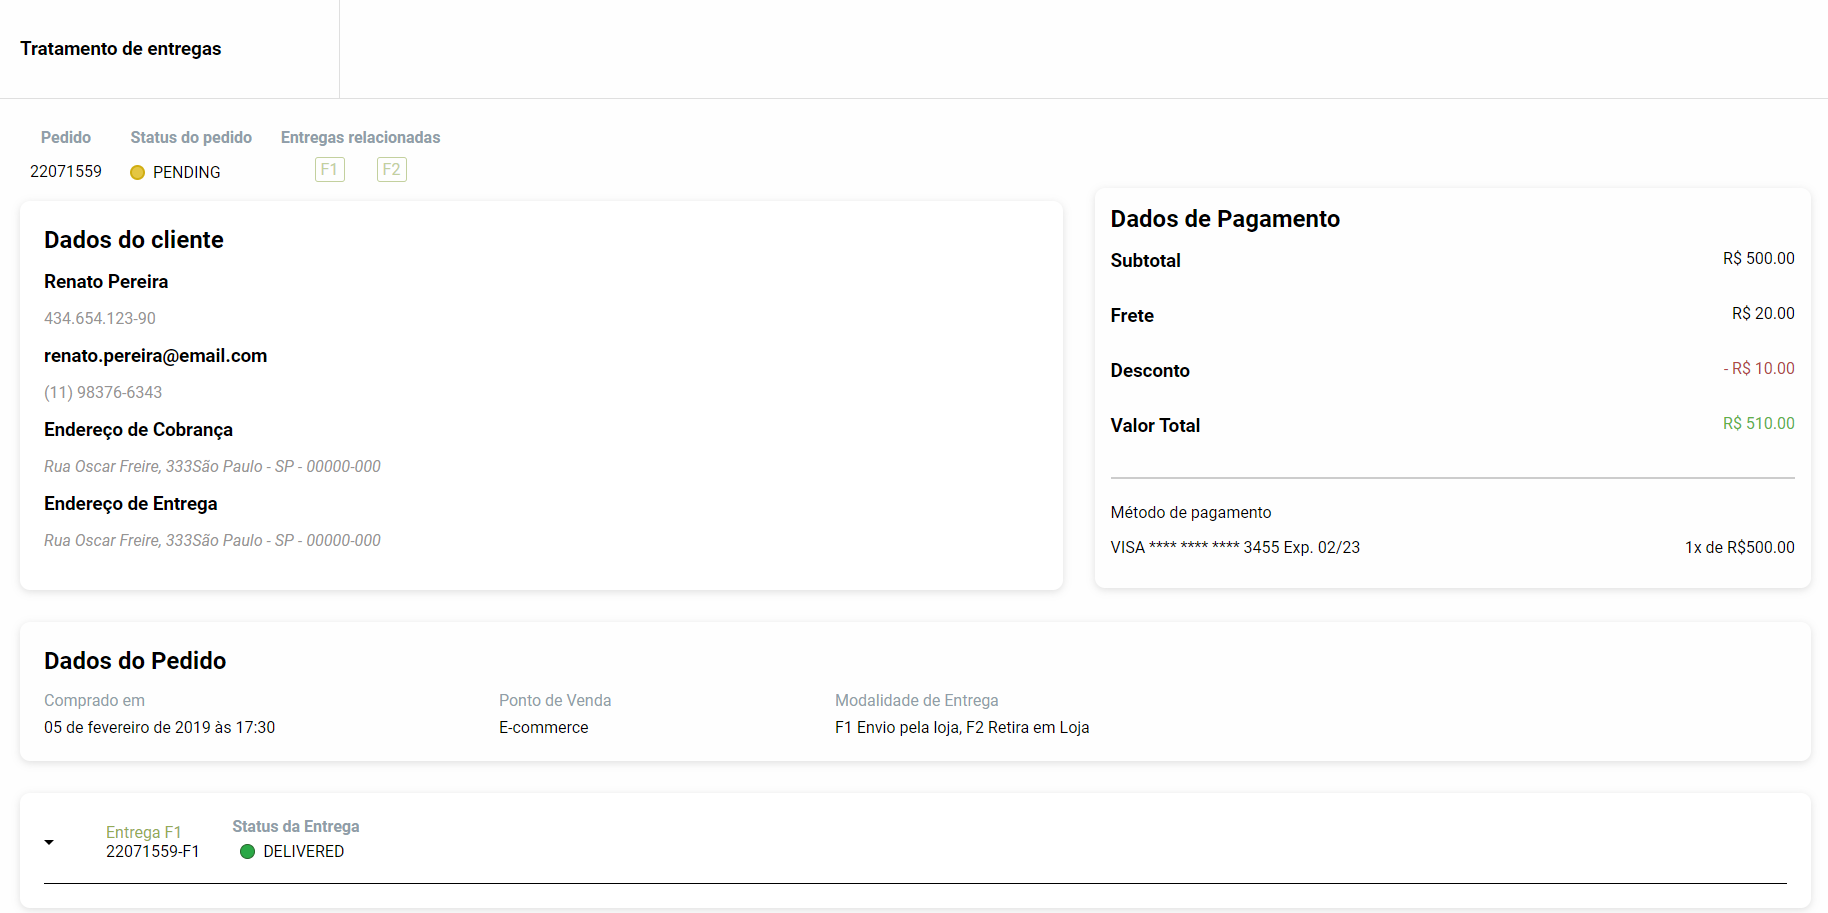 Tratamento de entregas
Pedido
Status do pedido
Entregas relacionadas
22071559
PENDING
F1
F2
Dados do cliente
Renato Pereira
434.654.123-90
renato.pereira@email.com
(11) 98376-6343
Endereço de Cobrança
Rua Oscar Freire, 333São Paulo - SP - 00000-000
Endereço de Entrega
Rua Oscar Freire, 333São Paulo - SP - 00000-000
Dados de Pagamento
Subtotal R$ 500.00
Frete R$ 20.00
Desconto - R$ 10.00
Valor Total R$ 510.00
Método de pagamento
VISA **** **** **** 3455 Exp. 02/23 1x de R$500.00
Dados do Pedido
Comprado em
05 de fevereiro de 2019 às 17:30
Ponto de Venda
E-commerce
Modalidade de Entrega
F1 Envio pela loja, F2 Retira em Loja
Entrega F1
22071559-F1
Status da Entrega
DELIVERED